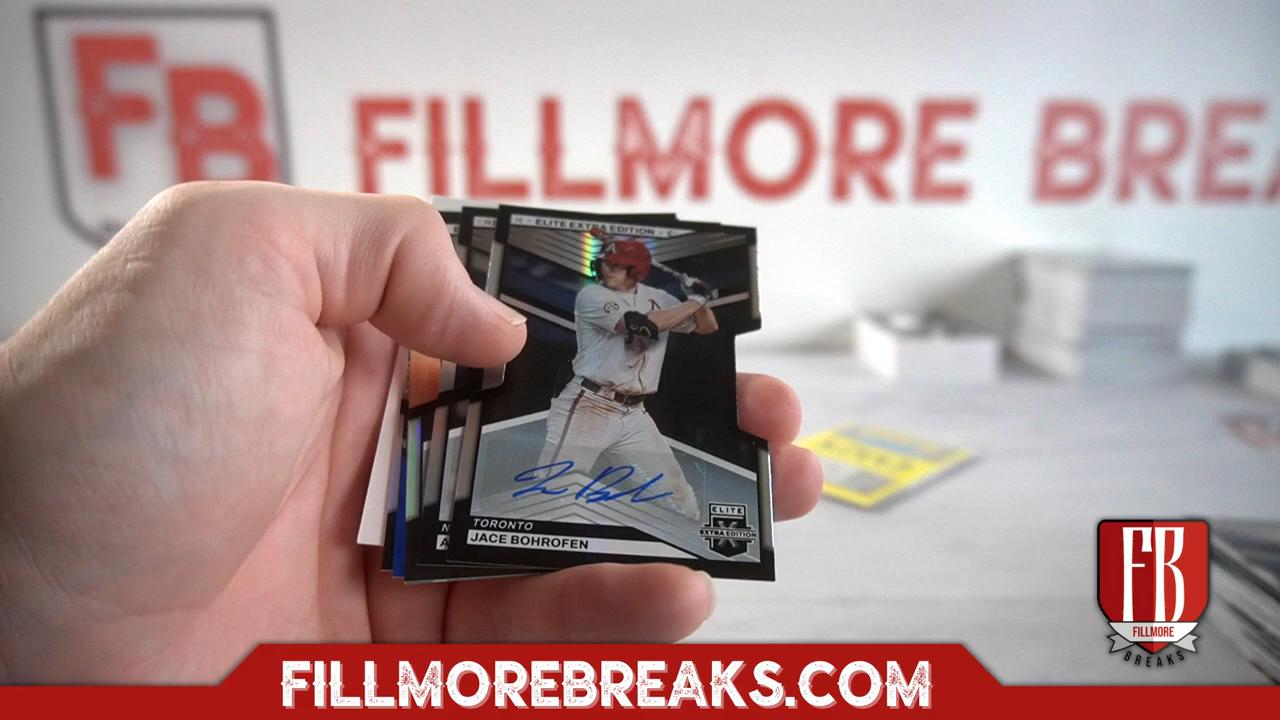 FB
FILLMORE BREA
ELITE EXTRA EDITION
TORONTO
JACE BOHROFEN
ELITE
EXTRA EDITION
FB
FILLMORE
BREAKS
FILLMOREBREAKS.COM